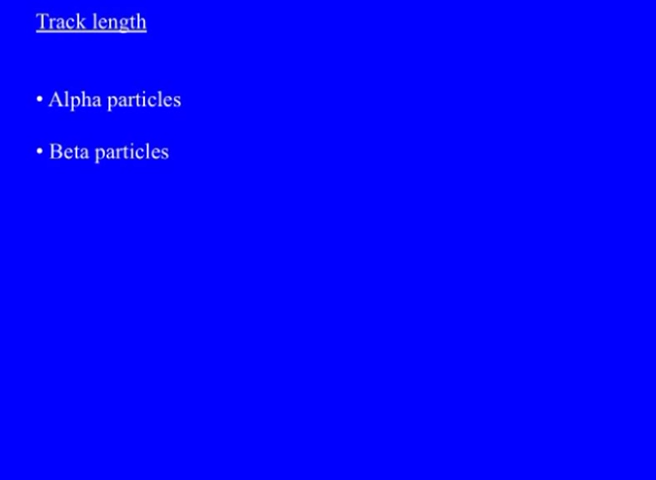 Track length
• Alpha particles
• Beta particles